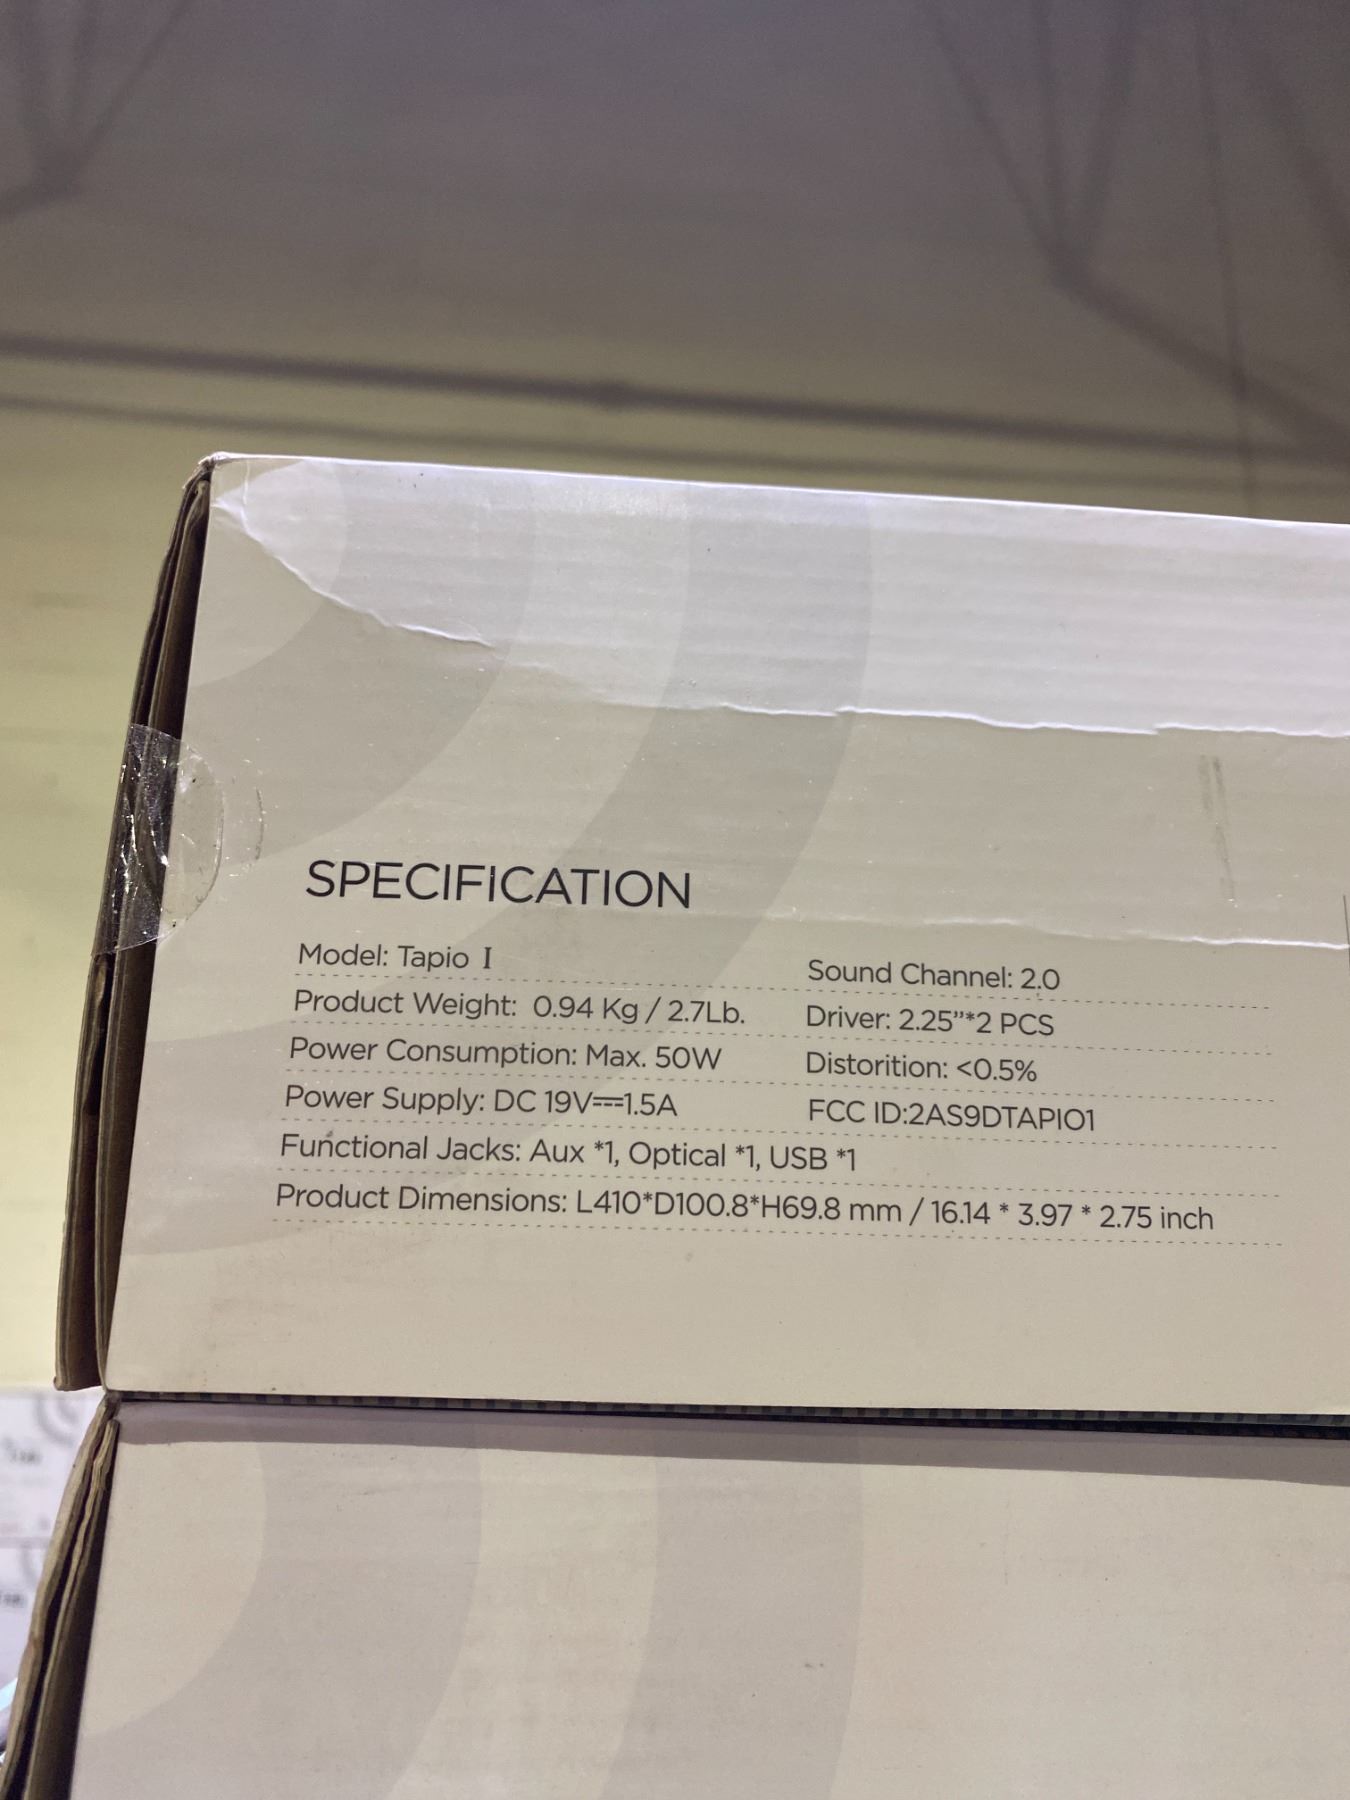 SPECIFICATION
Model: Tapio I
Sound Channel: 2.0
Product Weight: 0.94 Kg / 2.7Lb.
Driver: 2.25”*2 PCS
Power Consumption: Max. 50W
Distorition: <0.5%
Power Supply: DC 19V⎓1.5A
FCC ID:2AS9DTAPIO1
Functional Jacks: Aux *1, Optical *1, USB *1
Product Dimensions: L410*D100.8*H69.8 mm / 16.14 * 3.97 * 2.75 inch